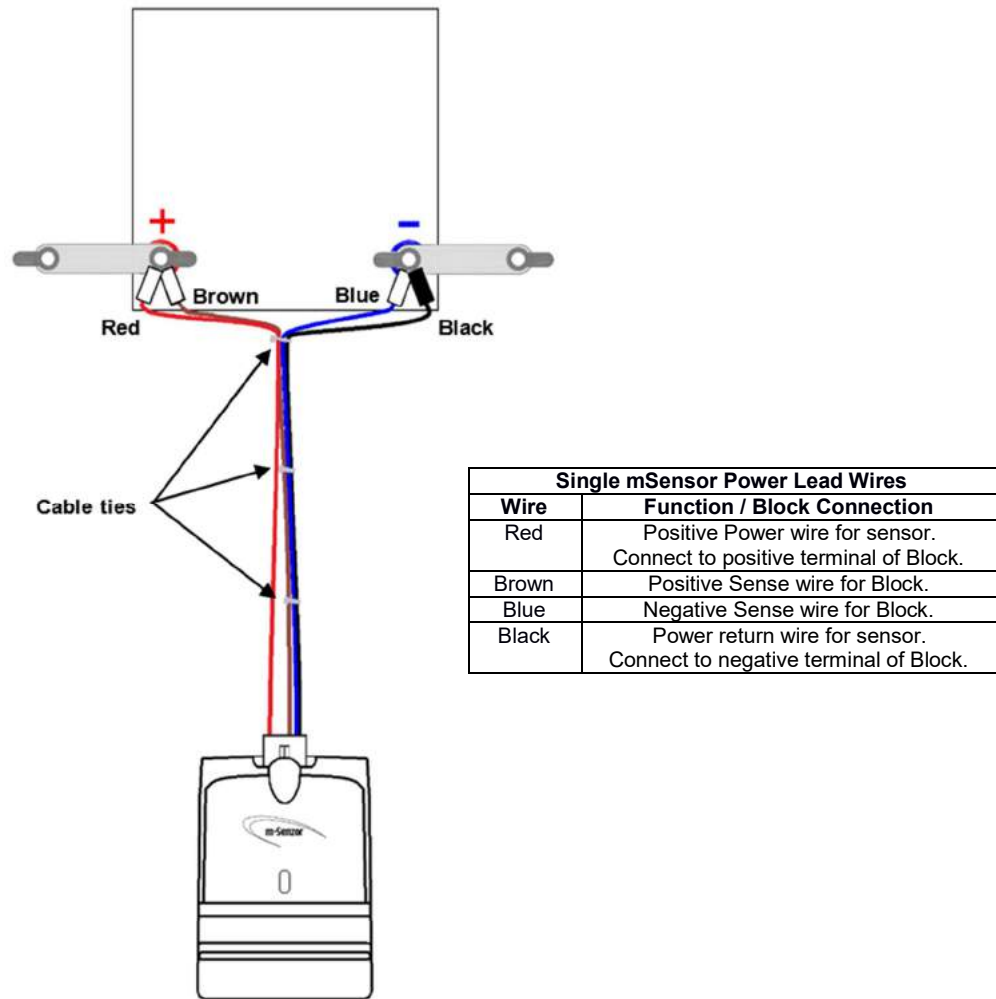 +
-
Brown
Blue
Red
Black
Cable ties
Single mSensor Power Lead Wires
Wire Function / Block Connection
Red Positive Power wire for sensor.
Connect to positive terminal of Block.
Brown Positive Sense wire for Block.
Blue Negative Sense wire for Block.
Black Power return wire for sensor.
Connect to negative terminal of Block.
m-Senzor